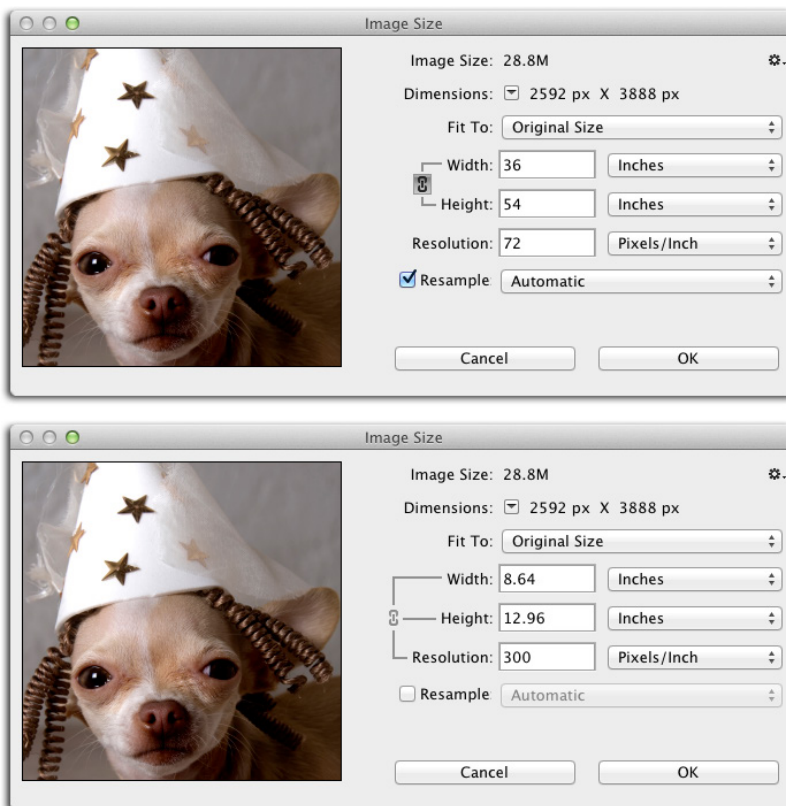 Image Size
Image Size: 28.8M
Dimensions: 2592 px X 3888 px
Fit To: Original Size
Width: 36 Inches
Height: 54 Inches
Resolution: 72 Pixels/Inch
Resample Automatic
Cancel OK
Image Size
Image Size: 28.8M
Dimensions: 2592 px X 3888 px
Fit To: Original Size
Width: 8.64 Inches
Height: 12.96 Inches
Resolution: 300 Pixels/Inch
Resample Automatic
Cancel OK